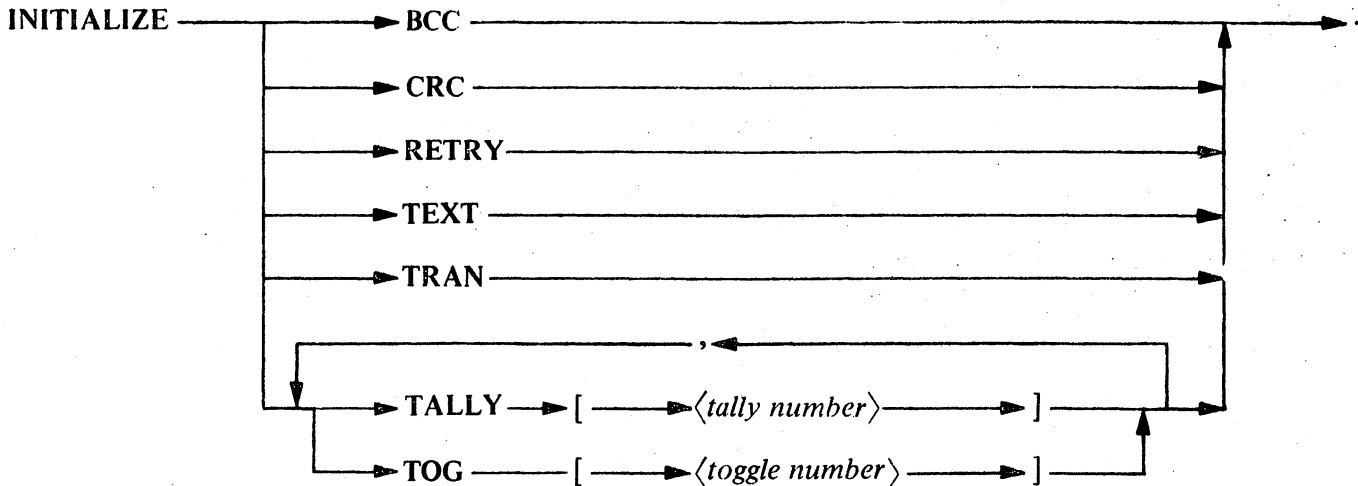 INITIALIZE BCC .
CRC
RETRY
TEXT
TRAN
,
TALLY [ ⟨tally number⟩ ]
TOG [ ⟨toggle number⟩ ]